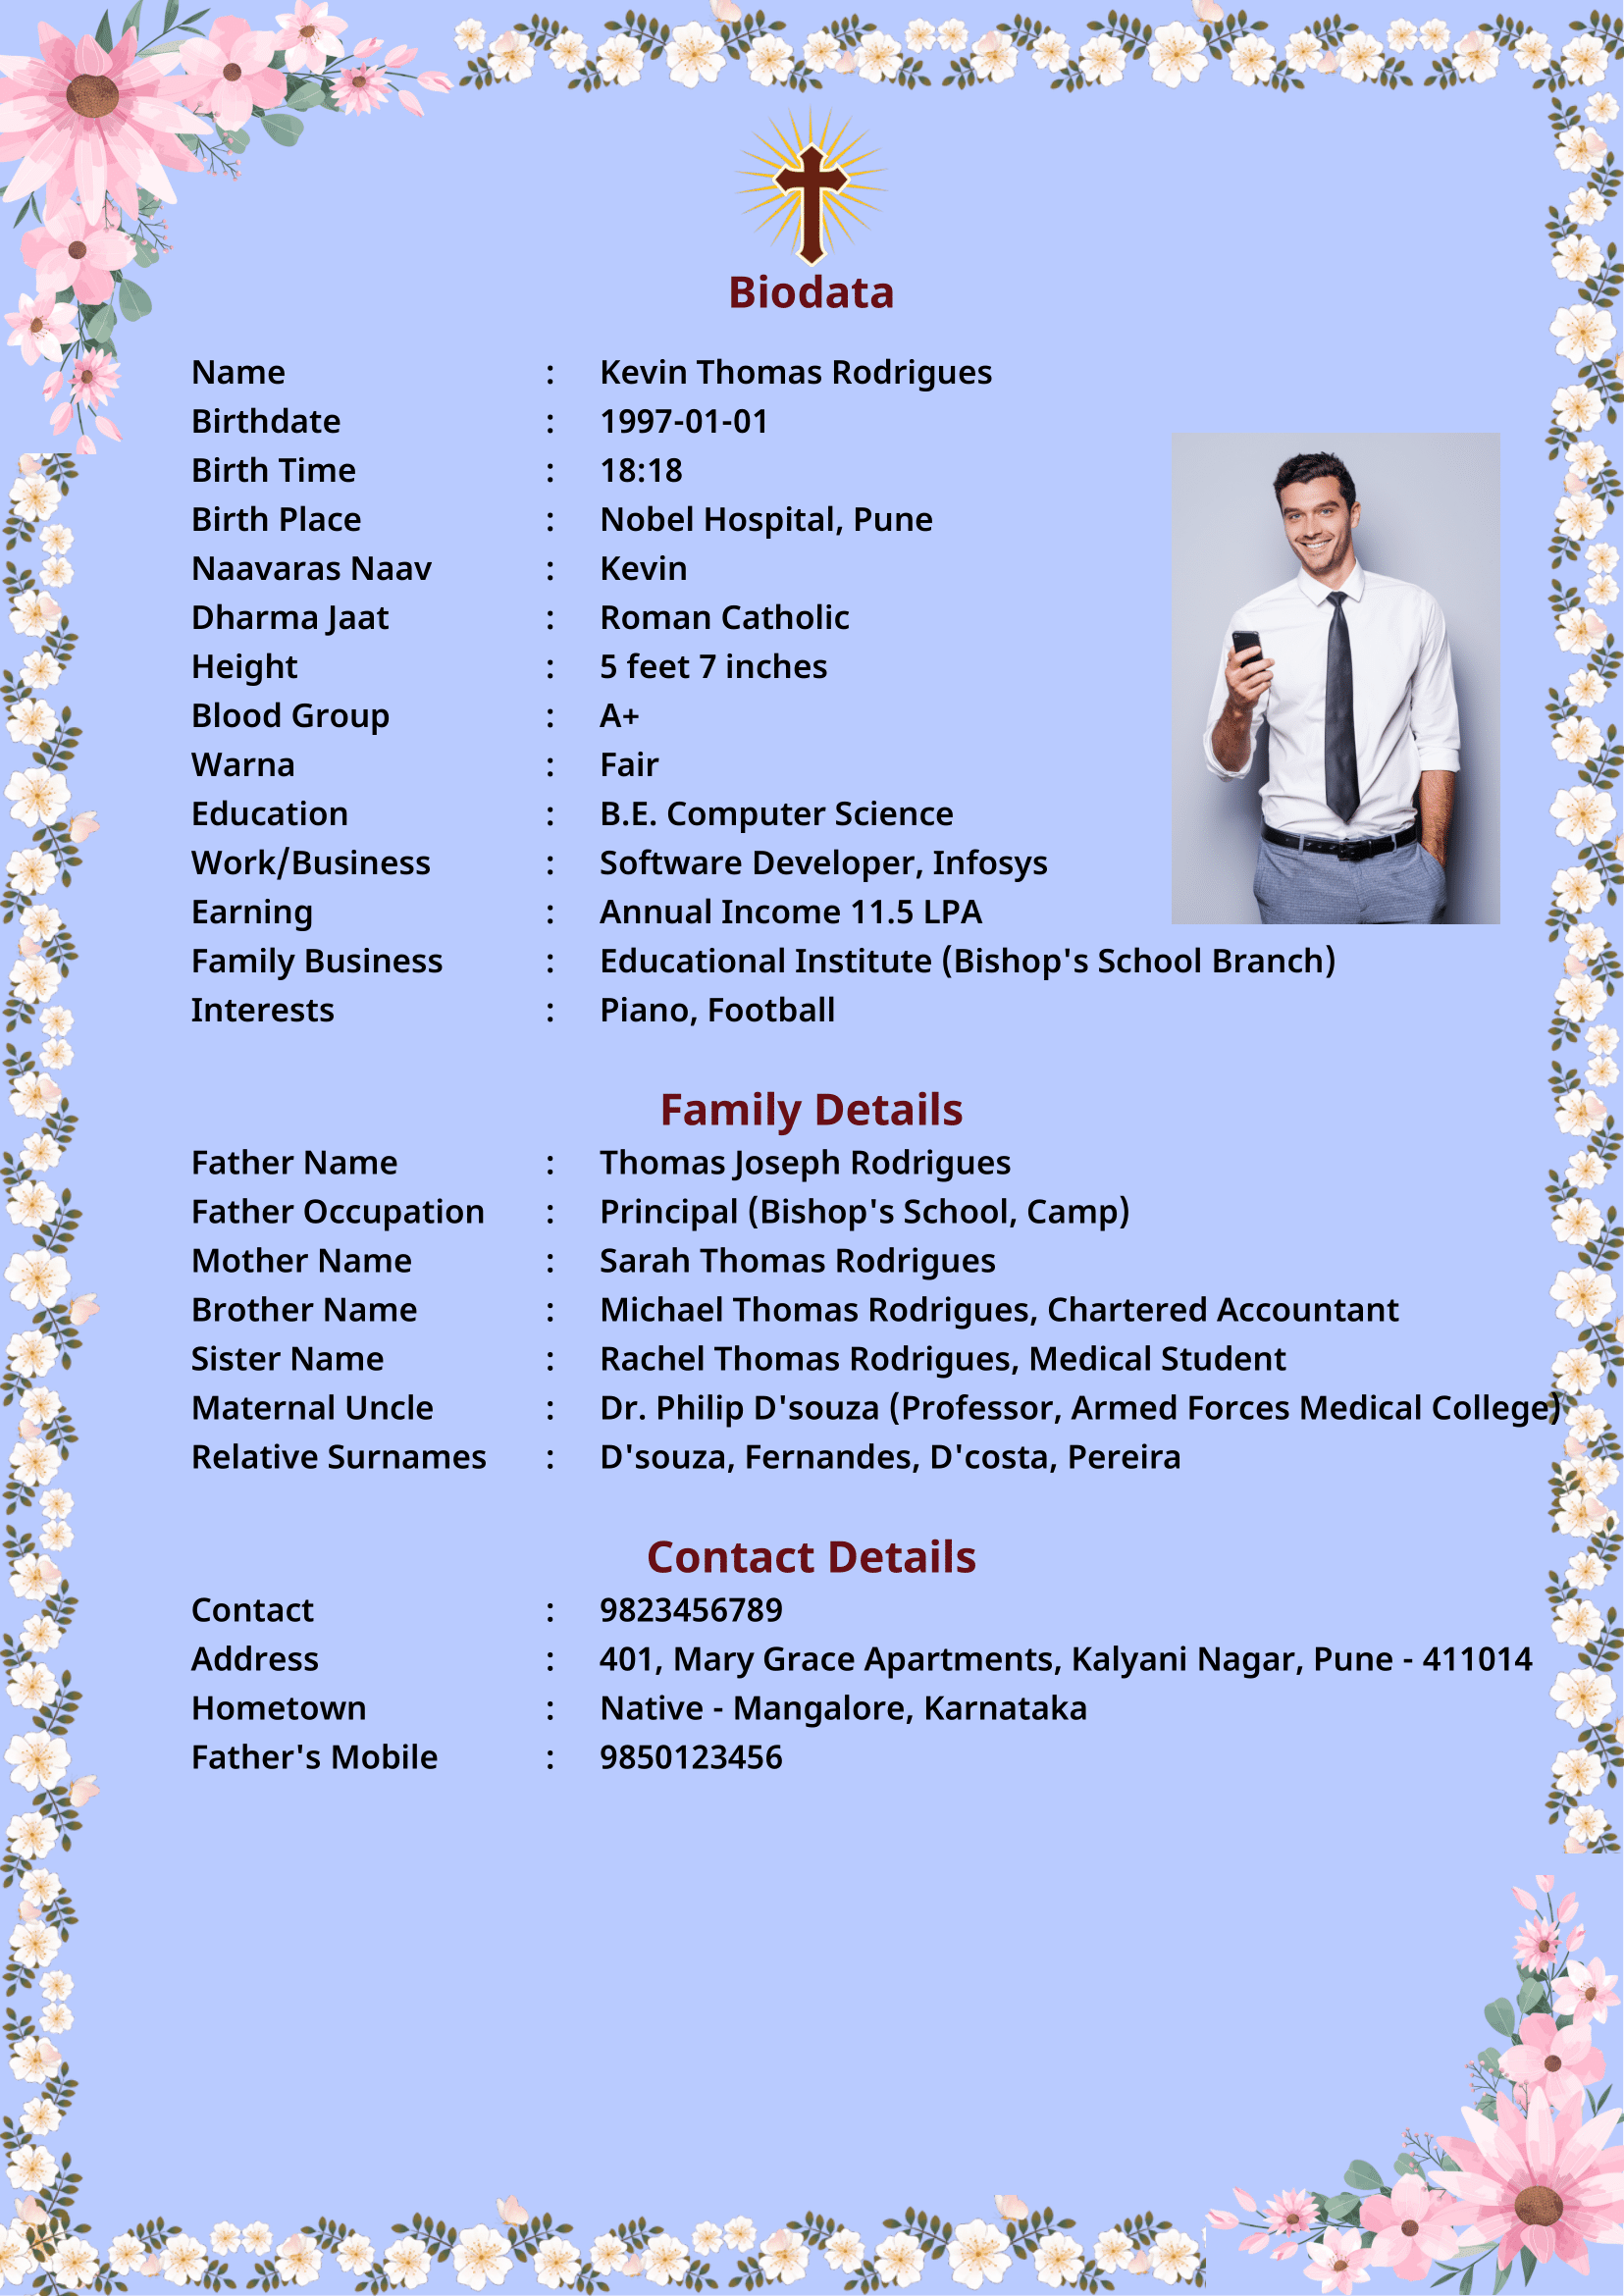 Biodata
Name : Kevin Thomas Rodrigues
Birthdate : 1997-01-01
Birth Time : 18:18
Birth Place : Nobel Hospital, Pune
Naavaras Naav : Kevin
Dharma Jaat : Roman Catholic
Height : 5 feet 7 inches
Blood Group : A+
Warna : Fair
Education : B.E. Computer Science
Work/Business : Software Developer, Infosys
Earning : Annual Income 11.5 LPA
Family Business : Educational Institute (Bishop's School Branch)
Interests : Piano, Football
Family Details
Father Name : Thomas Joseph Rodrigues
Father Occupation : Principal (Bishop's School, Camp)
Mother Name : Sarah Thomas Rodrigues
Brother Name : Michael Thomas Rodrigues, Chartered Accountant
Sister Name : Rachel Thomas Rodrigues, Medical Student
Maternal Uncle : Dr. Philip D'souza (Professor, Armed Forces Medical College)
Relative Surnames : D'souza, Fernandes, D'costa, Pereira
Contact Details
Contact : 9823456789
Address : 401, Mary Grace Apartments, Kalyani Nagar, Pune - 411014
Hometown : Native - Mangalore, Karnataka
Father's Mobile : 9850123456